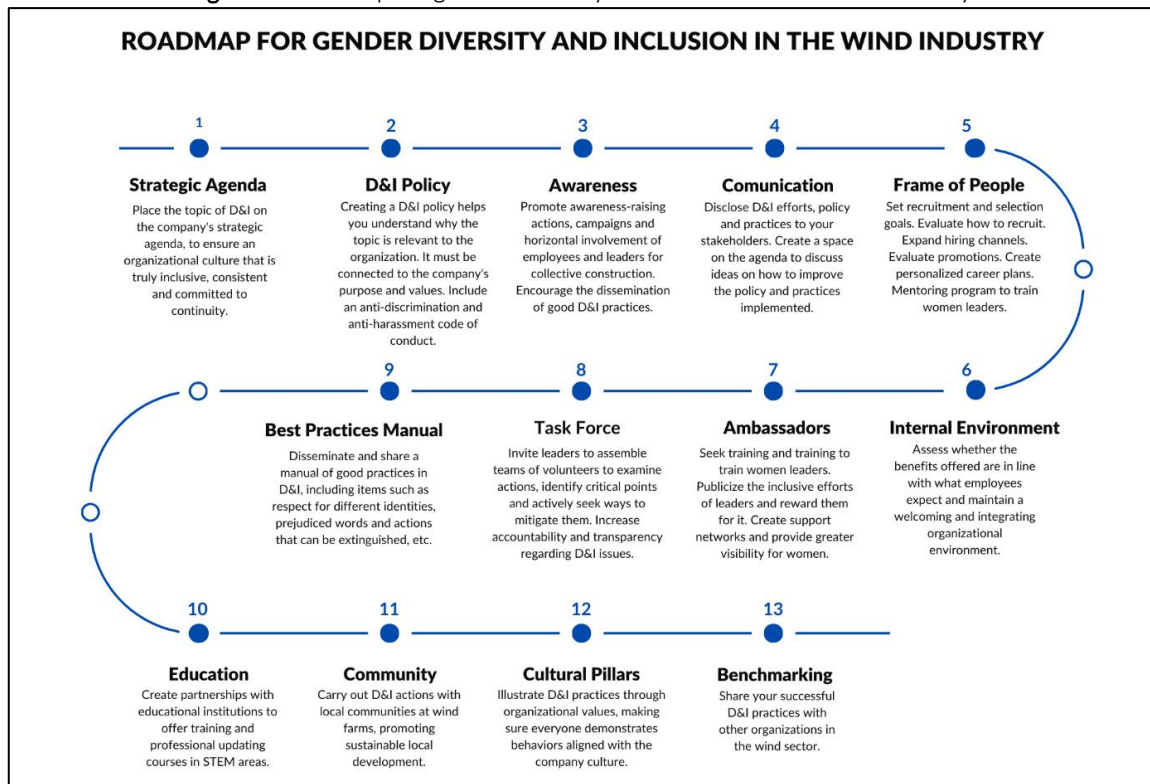 ROADMAP FOR GENDER DIVERSITY AND INCLUSION IN THE WIND INDUSTRY
1
Strategic Agenda
Place the topic of D&I on
the company's strategic
agenda, to ensure an
organizational culture that is
truly inclusive, consistent
and committed to
continuity.
2
D&I Policy
Creating a D&I policy helps
you understand why the
topic is relevant to the
organization. It must be
connected to the company's
purpose and values. Include
an anti-discrimination and
anti-harassment code of
conduct.
3
Awareness
Promote awareness-raising
actions, campaigns and
horizontal involvement of
employees and leaders for
collective construction.
Encourage the dissemination
of good D&I practices.
4
Comunication
Disclose D&I efforts, policy
and practices to your
stakeholders. Create a space
on the agenda to discuss
ideas on how to improve
the policy and practices
implemented.
5
Frame of People
Set recruitment and selection
goals. Evaluate how to recruit.
Expand hiring channels.
Evaluate promotions. Create
personalized career plans.
Mentoring program to train
women leaders.
6
Internal Environment
Assess whether the
benefits offered are in line
with what employees
expect and maintain a
welcoming and integrating
organizational
environment.
7
Ambassadors
Seek training and training to
train women leaders.
Publicize the inclusive efforts
of leaders and reward them
for it. Create support
networks and provide greater
visibility for women.
8
Task Force
Invite leaders to assemble
teams of volunteers to examine
actions, identify critical points
and actively seek ways to
mitigate them. Increase
accountability and transparency
regarding D&I issues.
9
Best Practices Manual
Disseminate and share a
manual of good practices in
D&I, including items such as
respect for different identities,
prejudiced words and actions
that can be extinguished, etc.
10
Education
Create partnerships with
educational institutions to
offer training and
professional updating
courses in STEM areas.
11
Community
Carry out D&I actions with
local communities at wind
farms, promoting
sustainable local
development.
12
Cultural Pillars
Illustrate D&I practices through
organizational values, making
sure everyone demonstrates
behaviors aligned with the
company culture.
13
Benchmarking
Share your successful
D&I practices with
other organizations in
the wind sector.